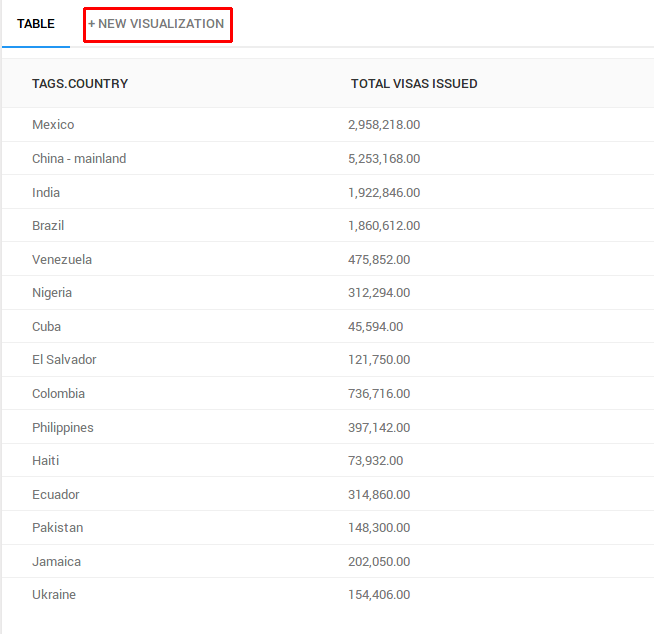 TABLE + NEW VISUALIZATION
TAGS.COUNTRY TOTAL VISAS ISSUED
Mexico 2,958,218.00
China - mainland 5,253,168.00
India 1,922,846.00
Brazil 1,860,612.00
Venezuela 475,852.00
Nigeria 312,294.00
Cuba 45,594.00
El Salvador 121,750.00
Colombia 736,716.00
Philippines 397,142.00
Haiti 73,932.00
Ecuador 314,860.00
Pakistan 148,300.00
Jamaica 202,050.00
Ukraine 154,406.00